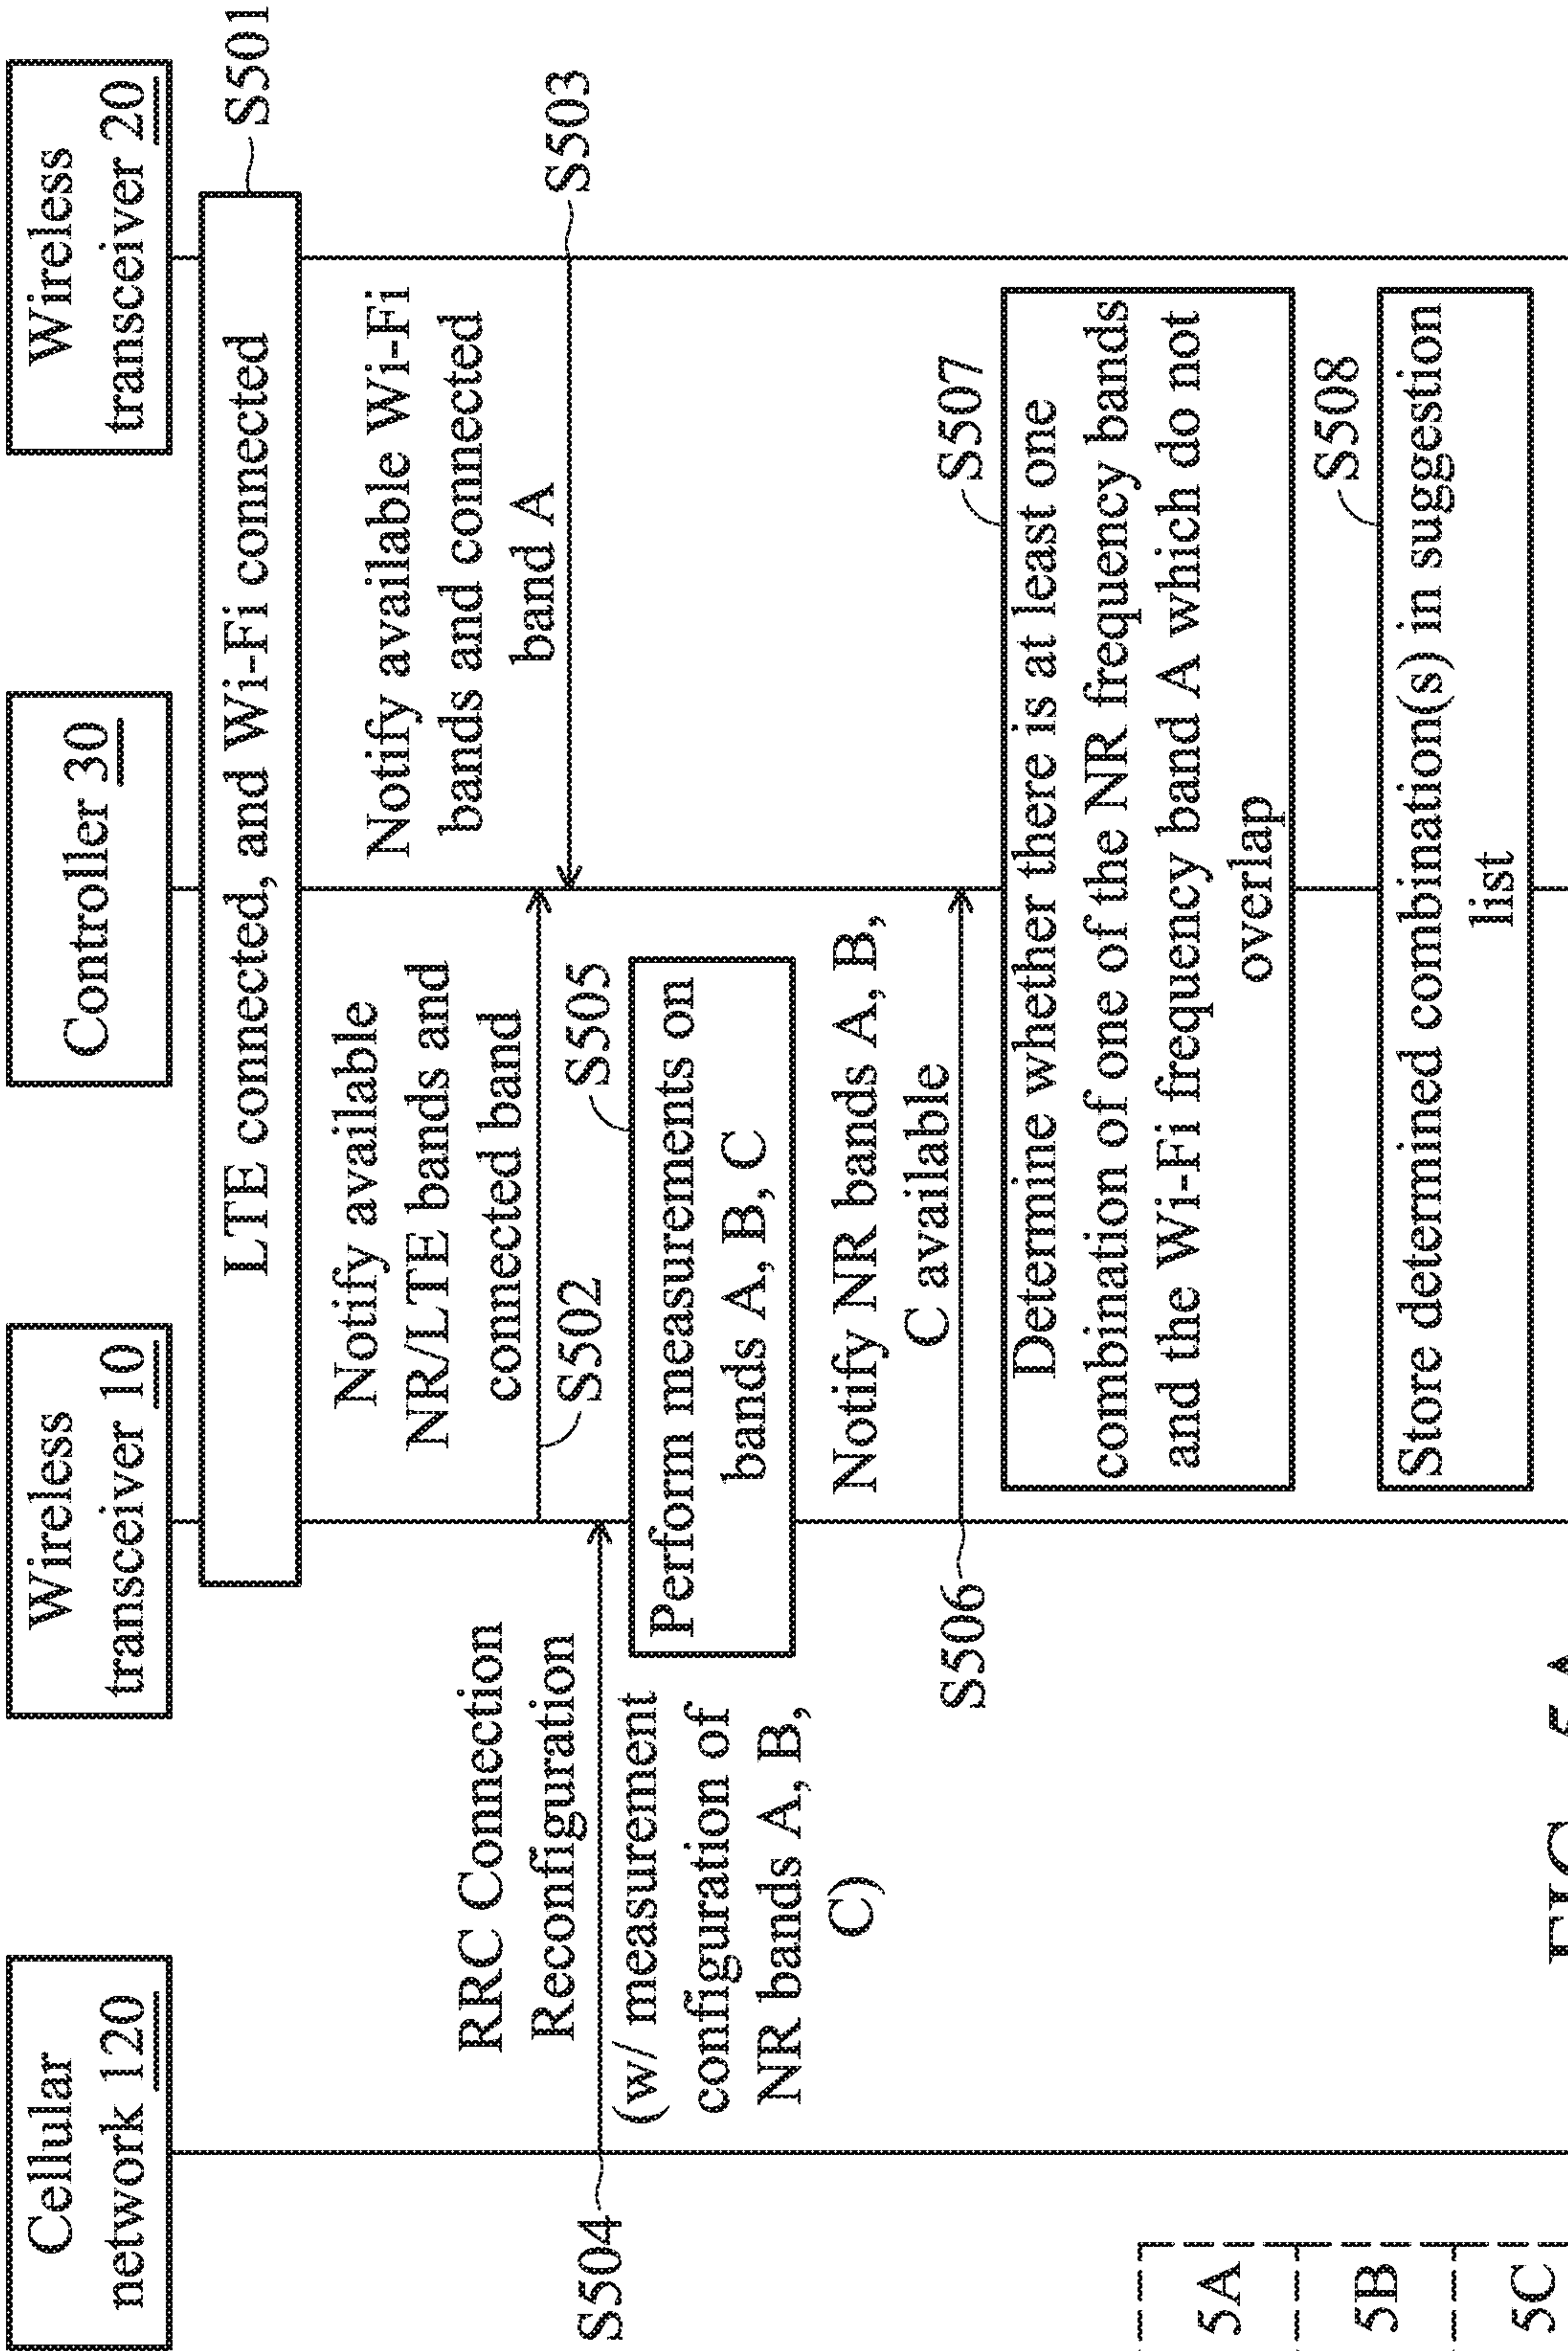 Cellular
network 120
Wireless
transceiver 10
Controller 30
Wireless
transceiver 20
LTE connected, and Wi-Fi connected
S501
Notify available
NR/LTE bands and
connected band
S502
Notify available Wi-Fi
bands and connected
band A
S503
RRC Connection
Reconfiguration
S504
(w/ measurement
configuration of
NR bands A, B,
C)
S505
Perform measurements on
bands A, B, C
Notify NR bands A, B,
C available
S506
S507
Determine whether there is at least one
combination of one of the NR frequency bands
and the Wi-Fi frequency band A which do not
overlap
S508
Store determined combination(s) in suggestion
list
5A
5B
5C